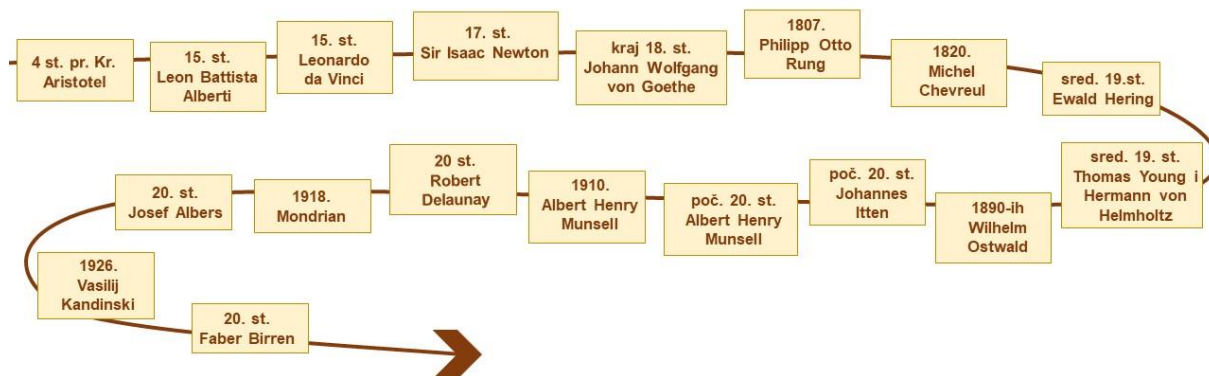 4 st. pr. Kr.
Aristotel
15. st.
Leon Battista
Alberti
15. st.
Leonardo
da Vinci
17. st.
Sir Isaac Newton
kraj 18. st.
Johann Wolfgang
von Goethe
1807.
Philipp Otto
Rung
1820.
Michel
Chevreul
sred. 19.st.
Ewald Hering
sred. 19. st.
Thomas Young i
Hermann von
Helmholtz
1890-ih
Wilhelm
Ostwald
poč. 20. st.
Johannes
Itten
poč. 20. st.
Albert Henry
Munsell
1910.
Albert Henry
Munsell
20 st.
Robert
Delaunay
1918.
Mondrian
20. st.
Josef Albers
1926.
Vasilij
Kandinski
20. st.
Faber Birren